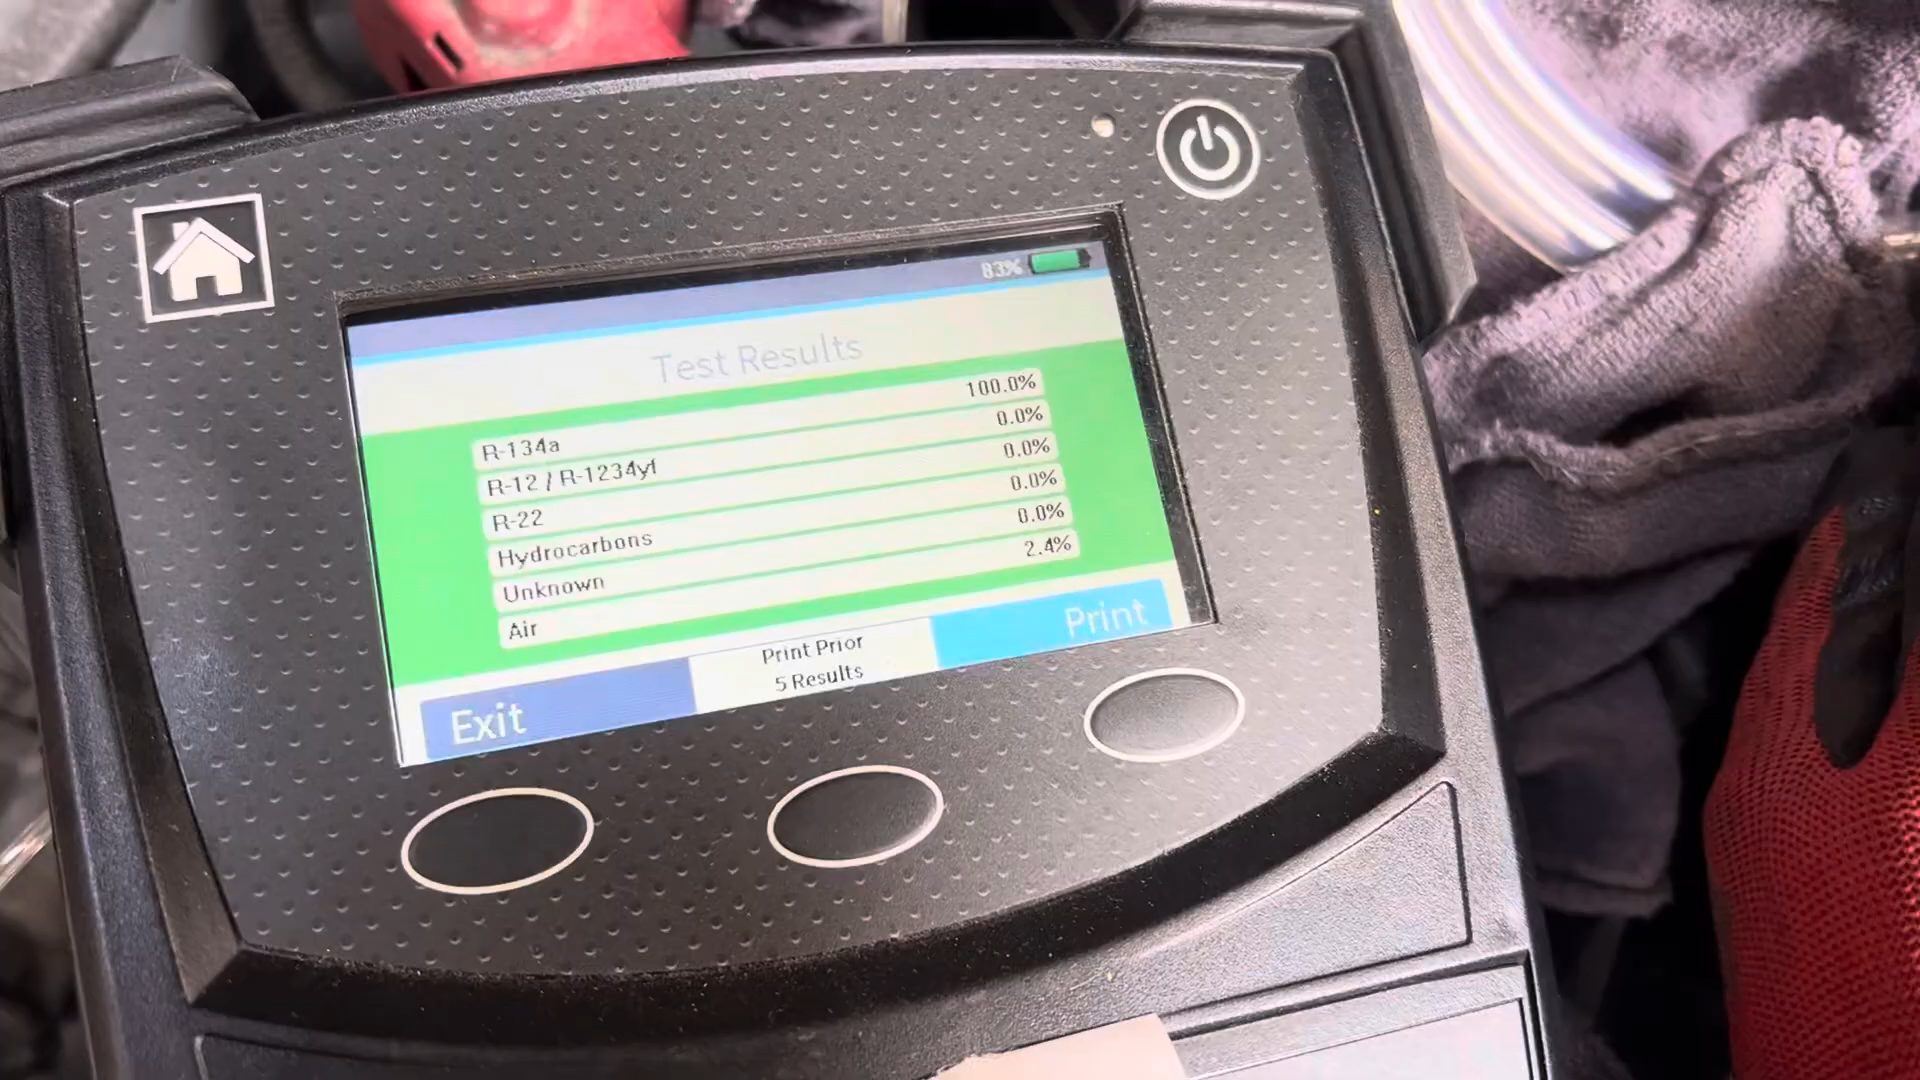 83%
Test Results
R-134a 100.0%
R-12 / R-1234yf 0.0%
R-22 0.0%
Hydrocarbons 0.0%
Unknown 0.0%
Air 2.4%
Exit
Print Prior
5 Results
Print